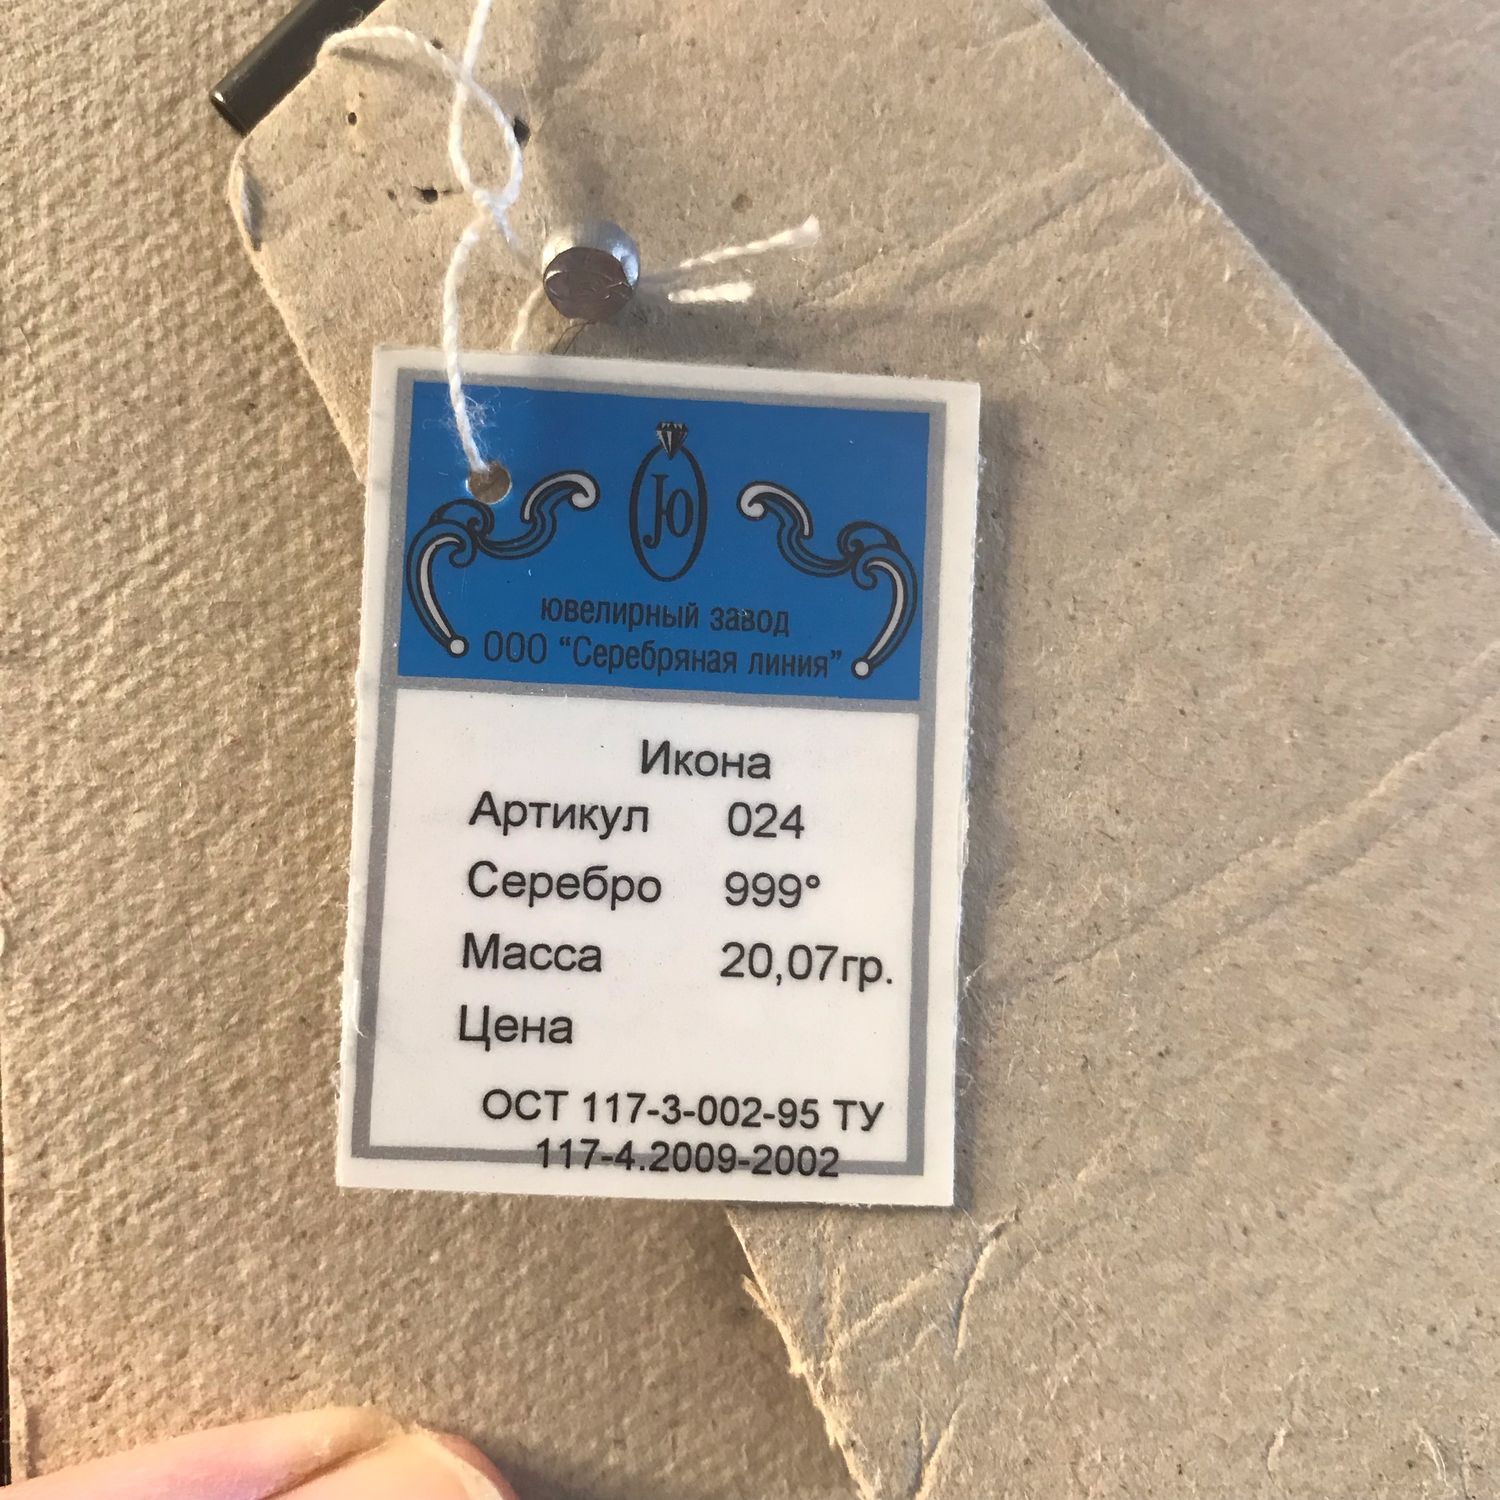 Jo
ювелирный завод
ООО “Серебряная линия”
Икона
Артикул 024
Серебро 999°
Масса 20,07гр.
Цена
ОСТ 117-3-002-95 ТУ
117-4.2009-2002